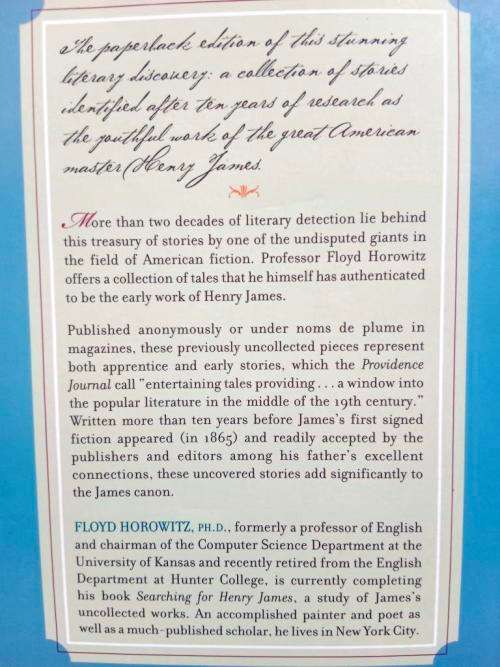 The paperback edition of this stunning
literary discovery: a collection of stories
identified after ten years of research as
the youthful work of the great American
master Henry James.
More than two decades of literary detection lie behind
this treasury of stories by one of the undisputed giants in
the field of American fiction. Professor Floyd Horowitz
offers a collection of tales that he himself has authenticated
to be the early work of Henry James.
Published anonymously or under noms de plume in
magazines, these previously uncollected pieces represent
both apprentice and early stories, which the Providence
Journal call "entertaining tales providing . . . a window into
the popular literature in the middle of the 19th century."
Written more than ten years before James's first signed
fiction appeared (in 1865) and readily accepted by the
publishers and editors among his father's excellent
connections, these uncovered stories add significantly to
the James canon.
FLOYD HOROWITZ, PH.D., formerly a professor of English
and chairman of the Computer Science Department at the
University of Kansas and recently retired from the English
Department at Hunter College, is currently completing
his book Searching for Henry James, a study of James's
uncollected works. An accomplished painter and poet as
well as a much-published scholar, he lives in New York City.